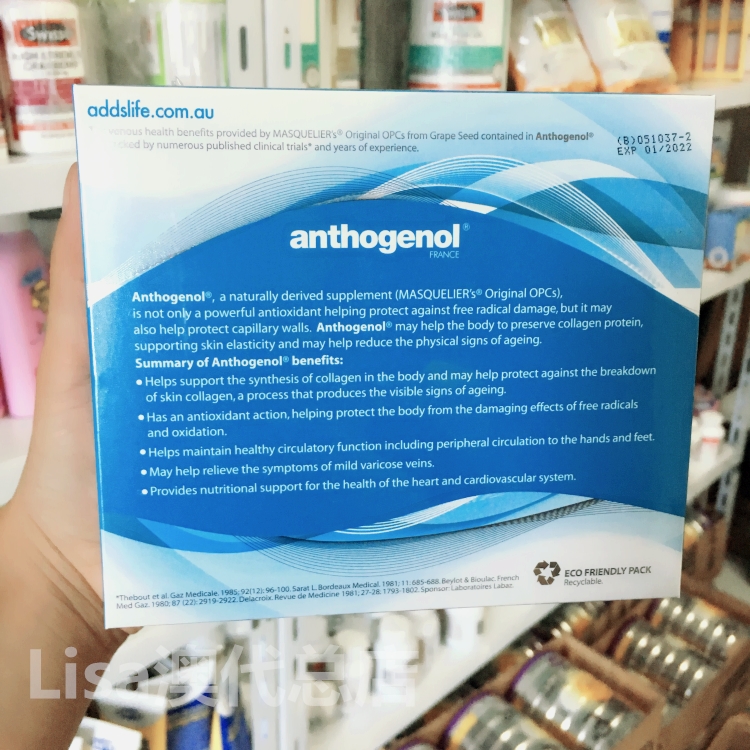 Swisse
addslife.com.au
health benefits provided by MASQUELIER's® Original OPCs from Grape Seed contained in Anthogenol®
by numerous published clinical trials* and years of experience.
(B)051037-2
EXP 01/2022
anthogenol®
FRANCE
Anthogenol®, a naturally derived supplement (MASQUELIER's® Original OPCs),
is not only a powerful antioxidant helping protect against free radical damage, but it may
also help protect capillary walls. Anthogenol® may help the body to preserve collagen protein,
supporting skin elasticity and may help reduce the physical signs of ageing.
Summary of Anthogenol® benefits:
• Helps support the synthesis of collagen in the body and may help protect against the breakdown
of skin collagen, a process that produces the visible signs of ageing.
• Has an antioxidant action, helping protect the body from the damaging effects of free radicals
and oxidation.
• Helps maintain healthy circulatory function including peripheral circulation to the hands and feet.
• May help relieve the symptoms of mild varicose veins.
• Provides nutritional support for the health of the heart and cardiovascular system.
ECO FRIENDLY PACK
Recyclable.
*Thebout et al. Gaz Medicale. 1985; 92(12): 96-100. Sarat L. Bordeaux Medical. 1981; 11: 685-688. Beylot & Bioulac. French
Med Gaz. 1980; 87 (22): 2919-2922. Delacroix. Revue de Medicine 1981; 27-28: 1793-1802. Sponsor: Laboratoires Labaz.
Lisa澳代总店